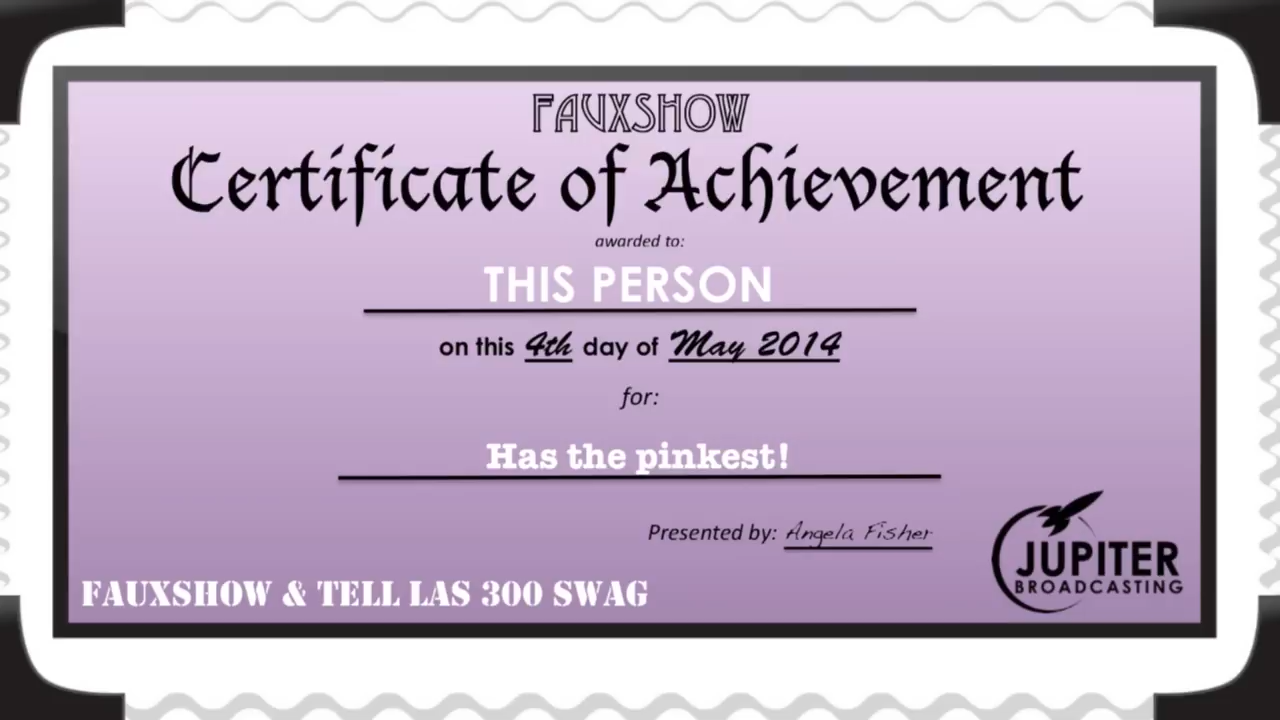 FAUXSHOW
Certificate of Achievement
awarded to:
THIS PERSON
on this 4th day of May 2014
for:
Has the pinkest!
Presented by: Angela Fisher
JUPITER
BROADCASTING
FAUXSHOW & TELL LAS 300 SWAG